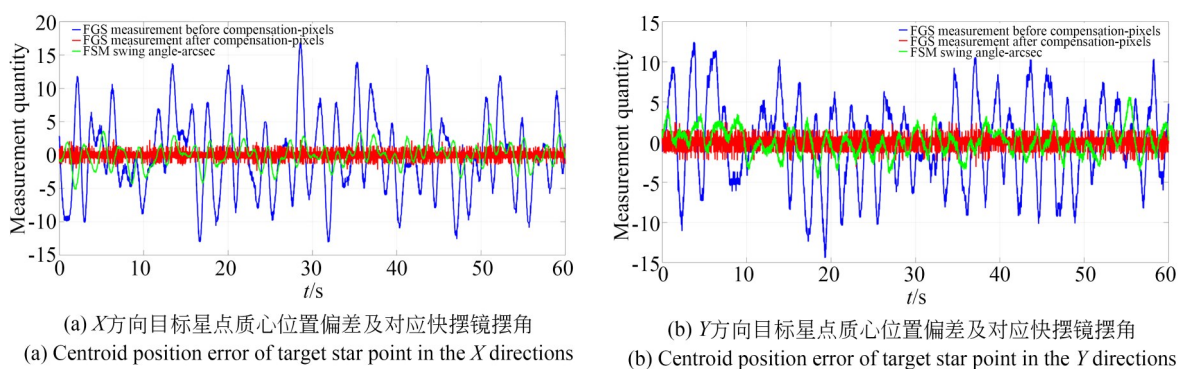 20
15
10
5
0
-5
-10
-15
Measurement quantity
FGS measurement before compensation-pixels
FGS measurement after compensation-pixels
FSM swing angle-arcsec
0 10 20 30 40 50 60
t/s
(a) X方向目标星点质心位置偏差及对应快摆镜摆角
(a) Centroid position error of target star point in the X directions
15
10
5
0
-5
10
-15
Measurement quantity
FGS measurement before compensation-pixels
FGS measurement after compensation-pixels
FSM swing angle-arcsec
0 10 20 30 40 50 60
t/s
(b) Y方向目标星点质心位置偏差及对应快摆镜摆角
(b) Centroid position error of target star point in the Y directions